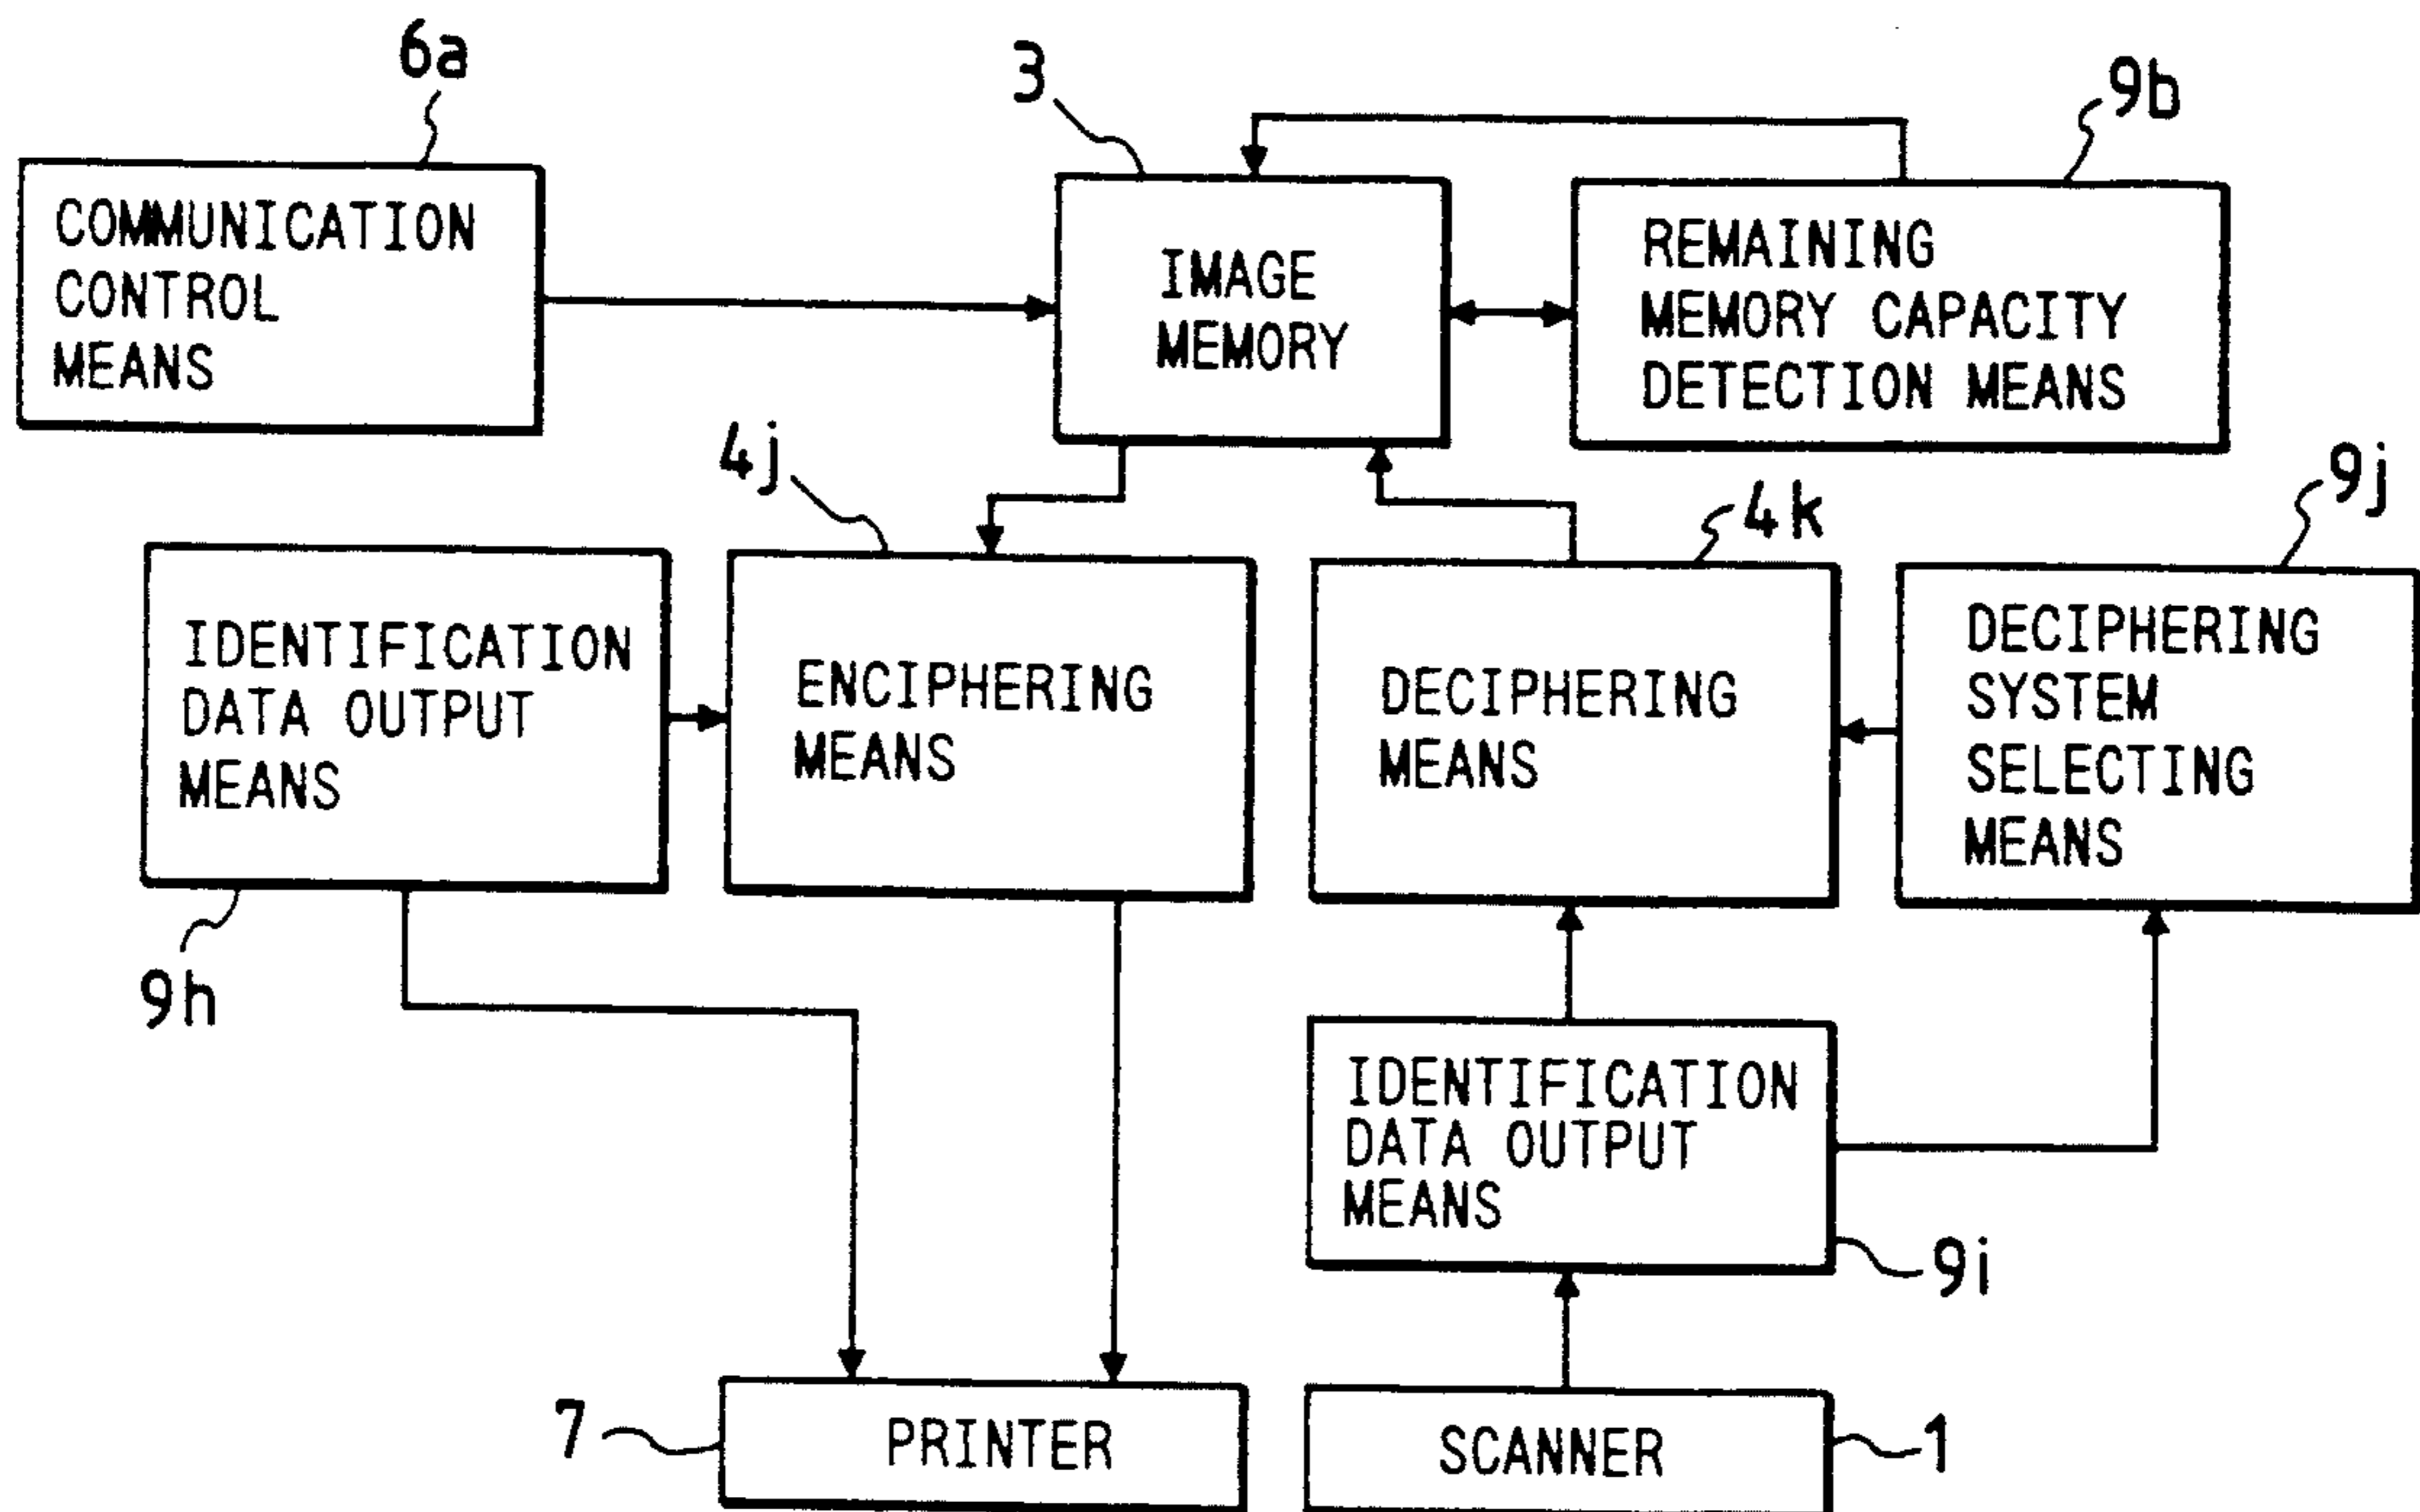 6a
3
9b
COMMUNICATION
CONTROL
MEANS
IMAGE
MEMORY
REMAINING
MEMORY CAPACITY
DETECTION MEANS
4j
4k
9j
IDENTIFICATION
DATA OUTPUT
MEANS
ENCIPHERING
MEANS
DECIPHERING
MEANS
DECIPHERING
SYSTEM
SELECTING
MEANS
9h
IDENTIFICATION
DATA OUTPUT
MEANS
9i
7
PRINTER
SCANNER
1